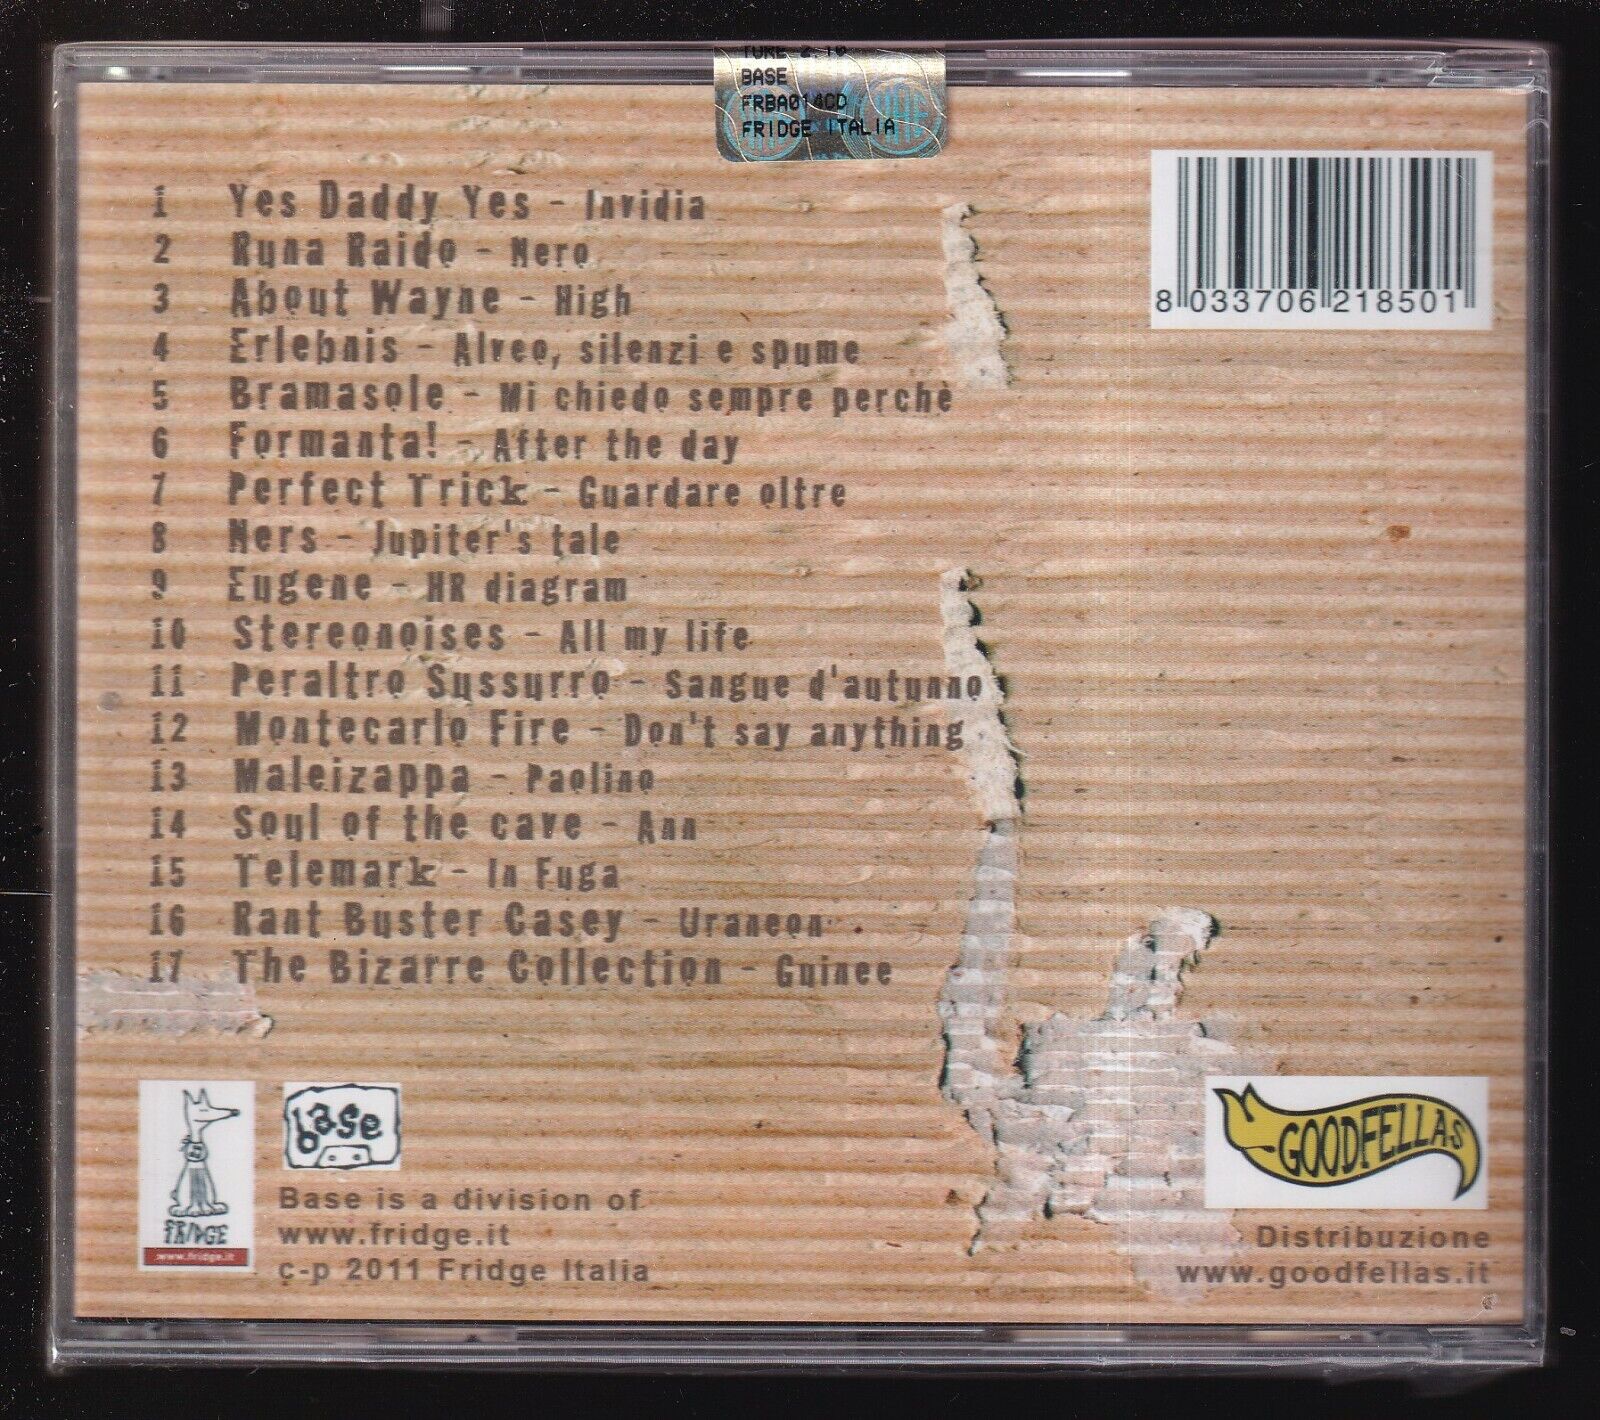 TURE 2.10
BASE
FRBA014CD
FRIDGE ITALIA
8 033706 218501
1 Yes Daddy Yes - Invidia
2 Runa Raido - Nero
3 About Wayne - High
4 Erlebnis - Alveo, silenzi e spume
5 Bramasole - Mi chiedo sempre perchè
6 Formanta! - After the day
7 Perfect Trick - Guardare oltre
8 Ners - Jupiter's tale
9 Eugene - HR diagram
10 Stereonoises - All my life
11 Peraltro Sussurro - Sangue d'autunno
12 Montecarlo Fire - Don't say anything
13 Maleizappa - Paolino
14 Soul of the cave - Ann
15 Telemark - In Fuga
16 Rant Buster Casey - Uraneon
17 The Bizarre Collection - Guinee
FRIDGE
www.fridge.it
base
Base is a division of
www.fridge.it
c-p 2011 Fridge Italia
GOODFELLAS
Distribuzione
www.goodfellas.it